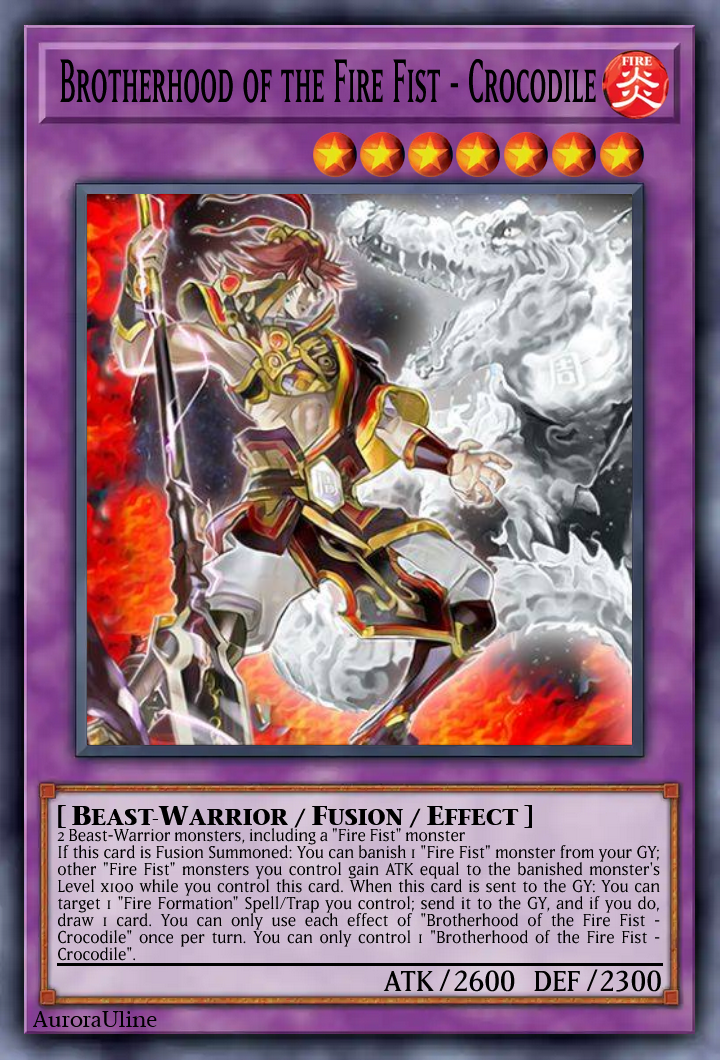 Brotherhood of the Fire Fist - Crocodile
FIRE
炎
[ Beast-Warrior / Fusion / Effect ]
2 Beast-Warrior monsters, including a "Fire Fist" monster
If this card is Fusion Summoned: You can banish 1 "Fire Fist" monster from your GY;
other "Fire Fist" monsters you control gain ATK equal to the banished monster's
Level x100 while you control this card. When this card is sent to the GY: You can
target 1 "Fire Formation" Spell/Trap you control; send it to the GY, and if you do,
draw 1 card. You can only use each effect of "Brotherhood of the Fire Fist -
Crocodile" once per turn. You can only control 1 "Brotherhood of the Fire Fist -
Crocodile".
ATK/2600 DEF/2300
AuroraUline